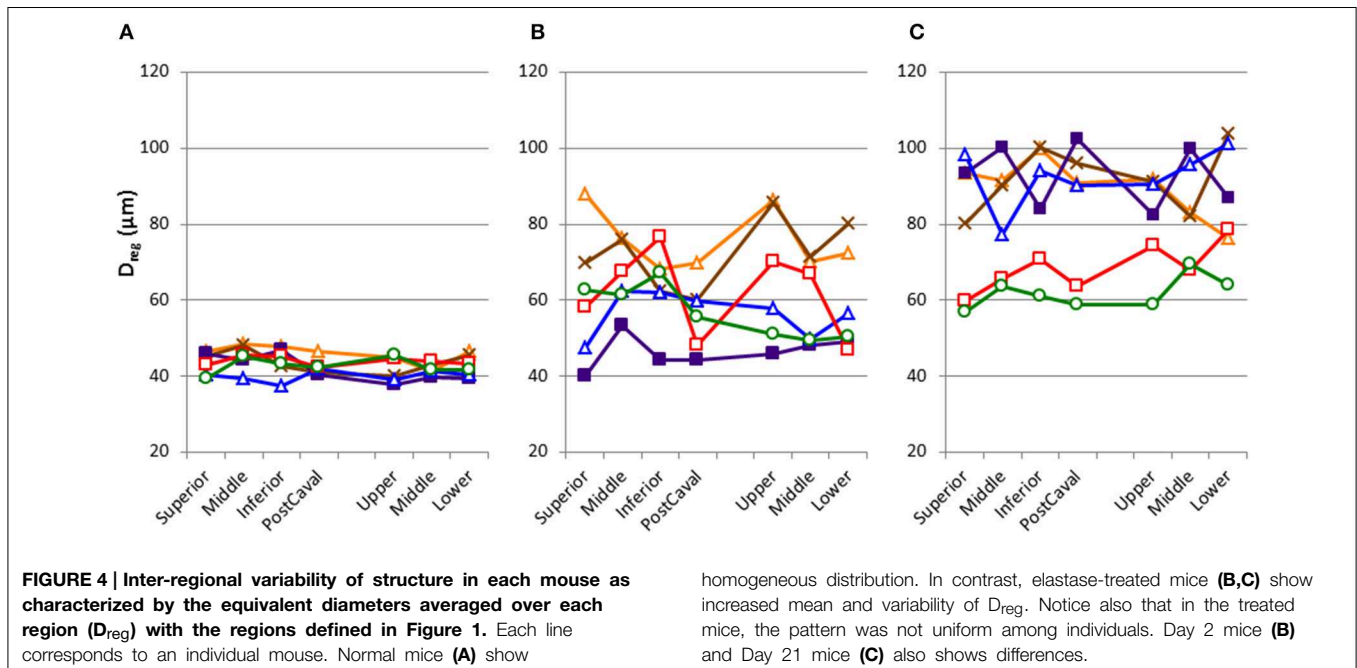 A
B
C
120
100
80
60
40
20
D_reg (µm)
Superior
Middle
Inferior
PostCaval
Upper
Middle
Lower
120
100
80
60
40
20
Superior
Middle
Inferior
PostCaval
Upper
Middle
Lower
120
100
80
60
40
20
Superior
Middle
Inferior
PostCaval
Upper
Middle
Lower
FIGURE 4 | Inter-regional variability of structure in each mouse as
characterized by the equivalent diameters averaged over each
region (D_reg) with the regions defined in Figure 1. Each line
corresponds to an individual mouse. Normal mice (A) show
homogeneous distribution. In contrast, elastase-treated mice (B,C) show
increased mean and variability of D_reg. Notice also that in the treated
mice, the pattern was not uniform among individuals. Day 2 mice (B)
and Day 21 mice (C) also shows differences.